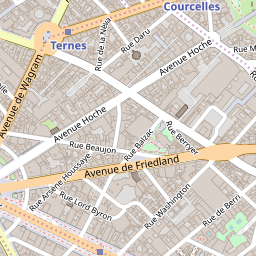 Courcelles
Ternes
Rue de la Néva
Rue Daru
Avenue Hoche
Rue M
Avenue de Wagram
Avenue Hoche
Rue Balzac
Rue Berryer
Rue Beaujon
Avenue de Friedland
Rue Arsène Houssaye
Rue Washington
Rue Lord Byron
Rue de Berri